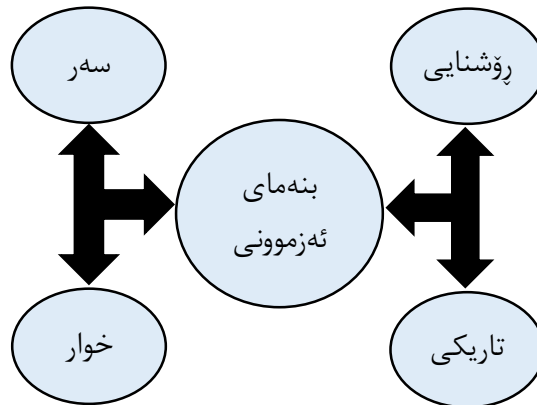 ڕۆشنایی
سەر
بنەمای
ئەزموونی
تاریکی
خوار